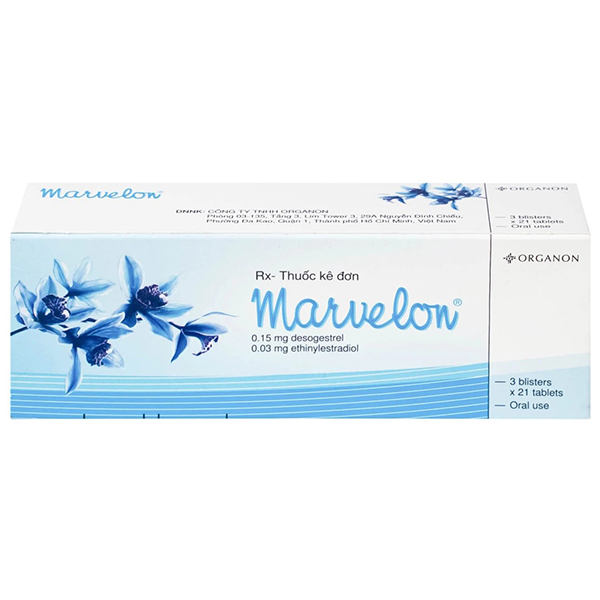 Marvelon®
ORGANON
3 blisters
x 21 tablets
Oral use
ĐNNK: CÔNG TY TNHH ORGANON
Phòng 03-135, Tầng 3, Lim Tower 3, 29A Nguyễn Đình Chiểu,
Phường Đa Kao, Quận 1, Thành phố Hồ Chí Minh, Việt Nam
Rx- Thuốc kê đơn
Marvelon®
0.15 mg desogestrel
0.03 mg ethinylestradiol
ORGANON
3 blisters
x 21 tablets
Oral use